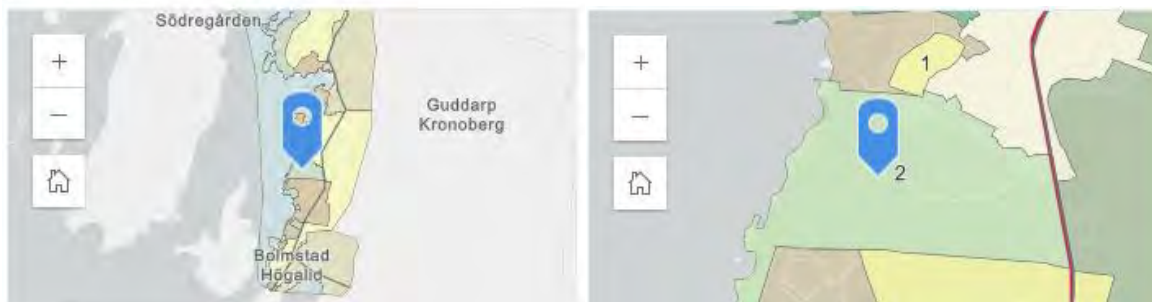 Södregården
+
−
Guddarp
Kronoberg
Bolmstad
Högalid
+
−
1
2